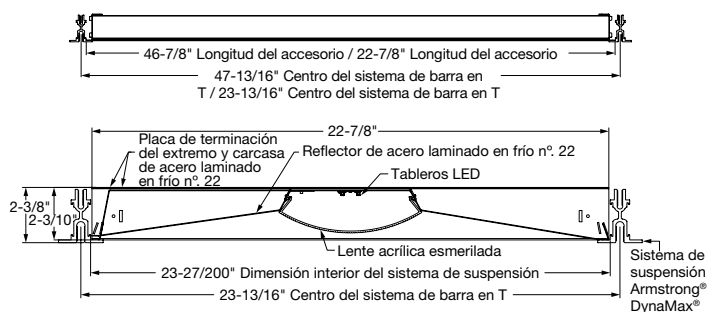 46-7/8" Longitud del accesorio / 22-7/8" Longitud del accesorio
47-13/16" Centro del sistema de barra en
T / 23-13/16" Centro del sistema de barra en T
22-7/8"
Placa de terminación
del extremo y carcasa
de acero laminado
en frío nº. 22
Reflector de acero laminado en frío nº. 22
Tableros LED
2-3/8"
2-3/10"
Lente acrílica esmerilada
23-27/200" Dimensión interior del sistema de suspensión
23-13/16" Centro del sistema de barra en T
Sistema de
suspensión
Armstrong®
DynaMax®